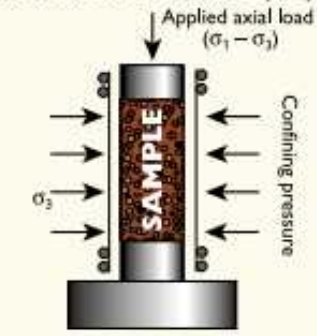 Applied axial load
(σ₁ – σ₃)
SAMPLE
Confining pressure
σ₃